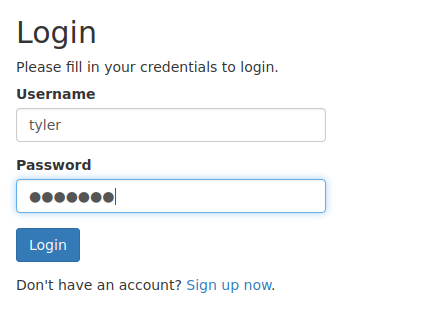 Login
Please fill in your credentials to login.
Username
tyler
Password
●●●●●●●
Login
Don't have an account? Sign up now.